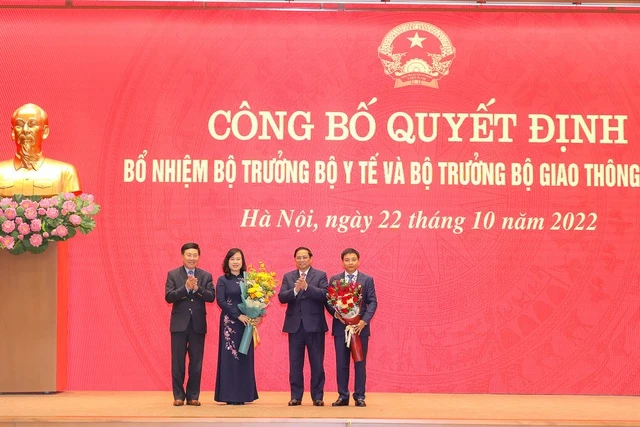 CÔNG BỐ QUYẾT ĐỊNH
BỔ NHIỆM BỘ TRƯỞNG BỘ Y TẾ VÀ BỘ TRƯỞNG BỘ GIAO THÔNG
Hà Nội, ngày 22 tháng 10 năm 2022